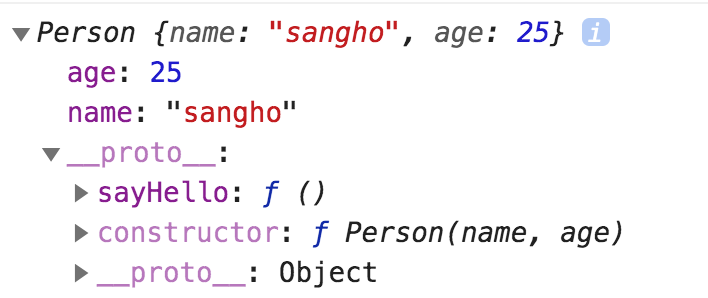 ▼Person {name: "sangho", age: 25} i
age: 25
name: "sangho"
▼__proto__:
▶sayHello: ƒ ()
▶constructor: ƒ Person(name, age)
▶__proto__: Object